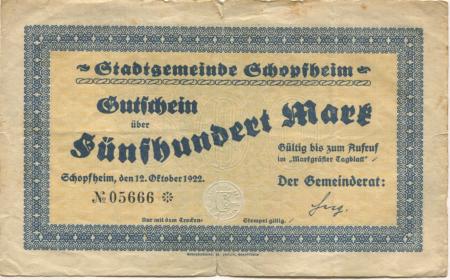 Stadtgemeinde Schopfheim
Gutschein
über
Fünfhundert Mark
Gültig bis zum Aufruf
im „Markgräfler Tagblatt"
Schopfheim, den 12. Oktober 1922.
Der Gemeinderat:
№ 05666 *
Nur mit dem Trocken-
Stempel gültig.